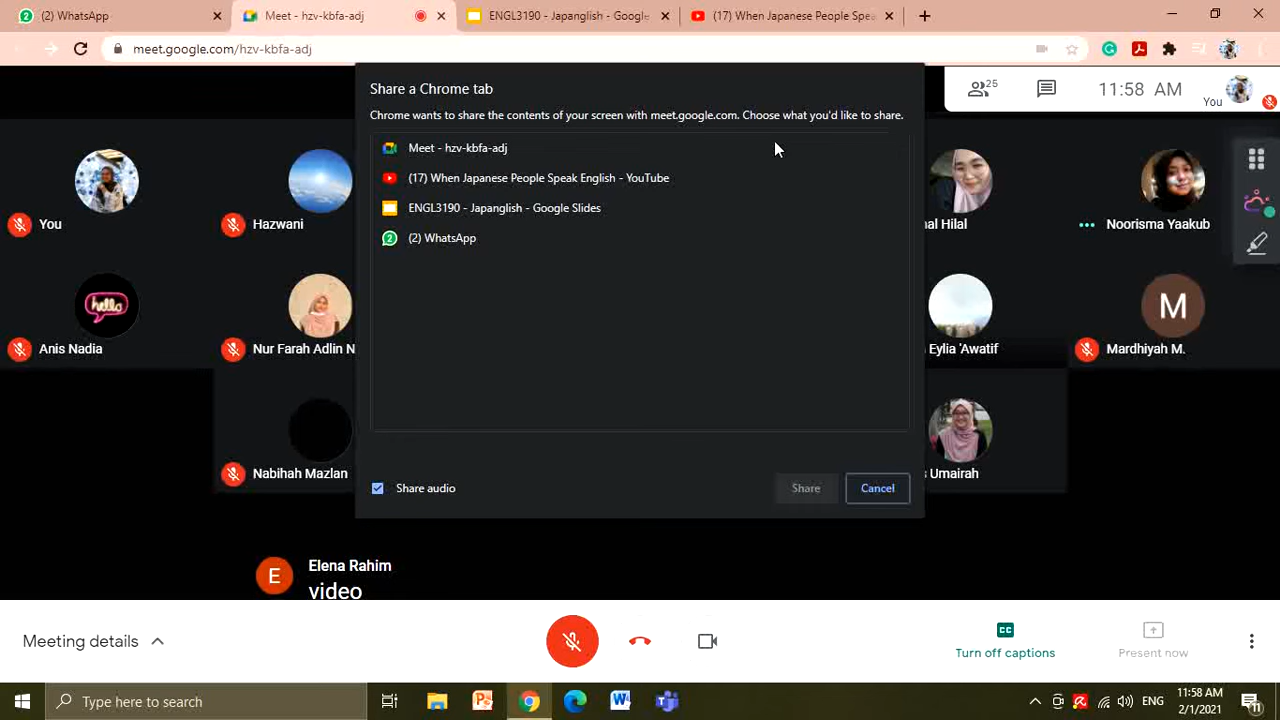 (2) WhatsApp
Meet - hzv-kbfa-adj
ENGL3190 - Japanglish - Google
(17) When Japanese People Spea
meet.google.com/hzv-kbfa-adj
Share a Chrome tab
Chrome wants to share the contents of your screen with meet.google.com. Choose what you'd like to share.
Meet - hzv-kbfa-adj
(17) When Japanese People Speak English - YouTube
ENGL3190 - Japanglish - Google Slides
(2) WhatsApp
Share audio
Share
Cancel
25
11:58 AM
You
You
Hazwani
al Hilal
Noorisma Yaakub
hello
Anis Nadia
Nur Farah Adlin N
Eylia 'Awatif
M
Mardhiyah M.
Nabihah Mazlan
s Umairah
E
Elena Rahim
video
Meeting details
CC
Turn off captions
Present now
Type here to search
ENG
11:58 AM
2/1/2021